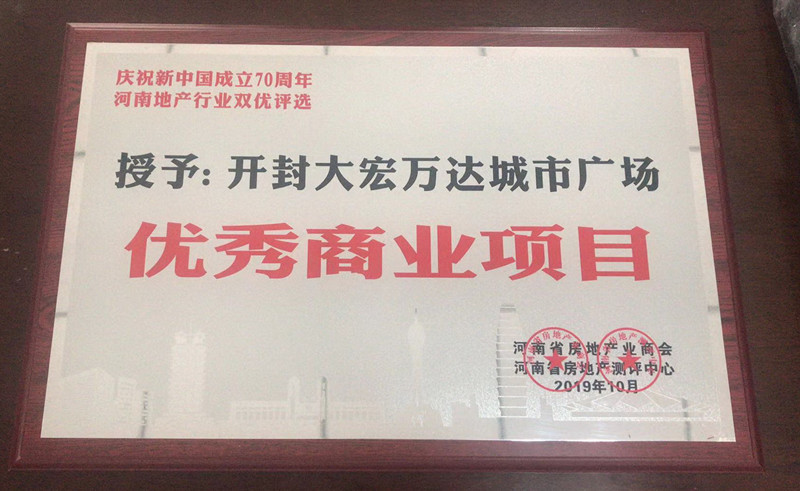 庆祝新中国成立70周年
河南地产行业双优评选
授予：开封大宏万达城市广场
优秀商业项目
河南省房地产业商会
河南省房地产测评中心
2019年10月